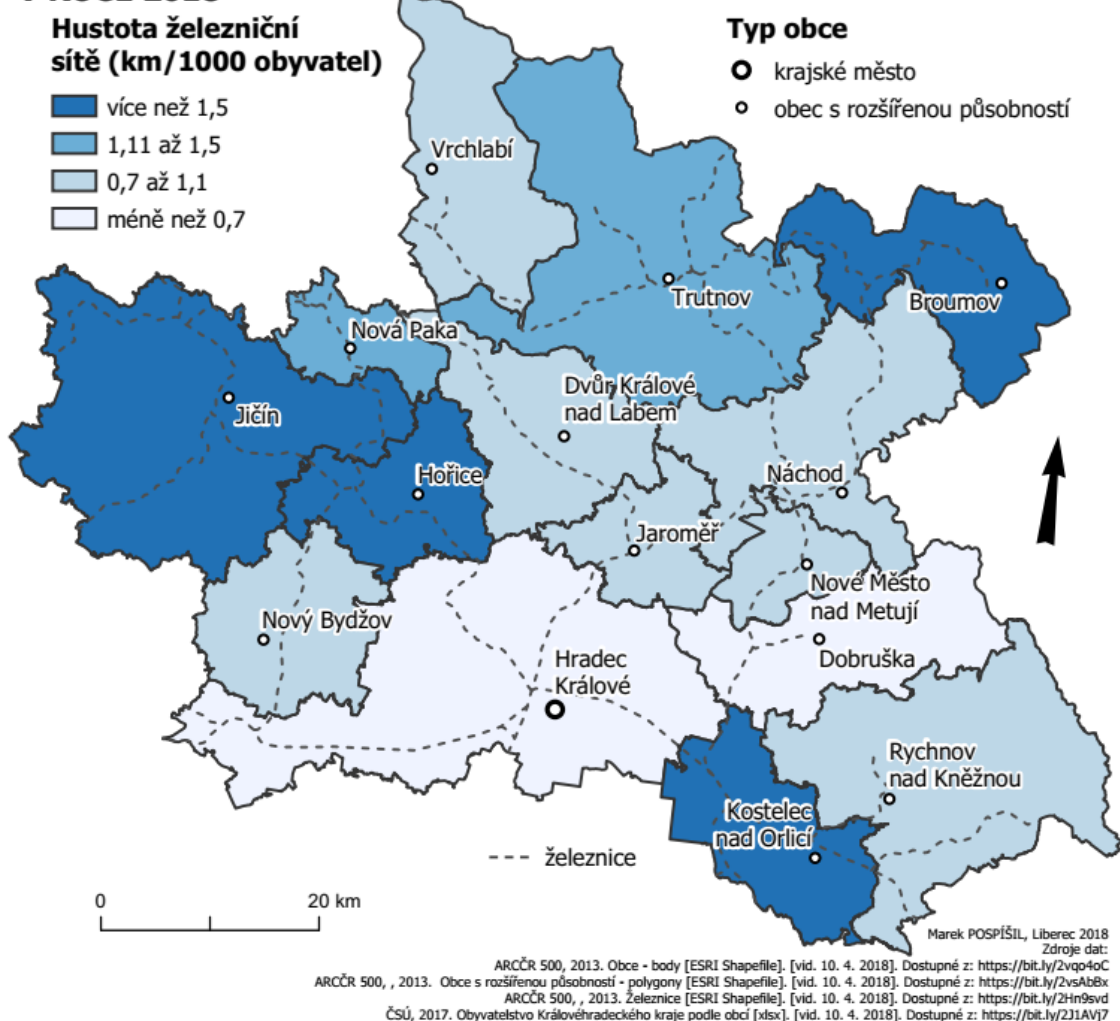 Hustota železniční
sítě (km/1000 obyvatel)
více než 1,5
1,11 až 1,5
0,7 až 1,1
méně než 0,7
Typ obce
krajské město
obec s rozšířenou působností
Vrchlabí
Trutnov
Broumov
Nová Paka
Jičín
Dvůr Králové
nad Labem
Hořice
Náchod
Jaroměř
Nové Město
nad Metují
Nový Bydžov
Dobruška
Hradec
Králové
Rychnov
nad Kněžnou
Kostelec
nad Orlicí
železnice
0
20 km
Marek POSPÍŠIL, Liberec 2018
Zdroje dat:
ARCČR 500, 2013. Obce - body [ESRI Shapefile]. [vid. 10. 4. 2018]. Dostupné z: https://bit.ly/2vqo4oC
ARCČR 500, , 2013. Obce s rozšířenou působností - polygony [ESRI Shapefile]. [vid. 10. 4. 2018]. Dostupné z: https://bit.ly/2vsAbBx
ARCČR 500, , 2013. Železnice [ESRI Shapefile]. [vid. 10. 4. 2018]. Dostupné z: https://bit.ly/2Hn9svd
ČSÚ, 2017. Obyvatelstvo Královéhradeckého kraje podle obcí [xlsx]. [vid. 10. 4. 2018]. Dostupné z: https://bit.ly/2J1AVj7